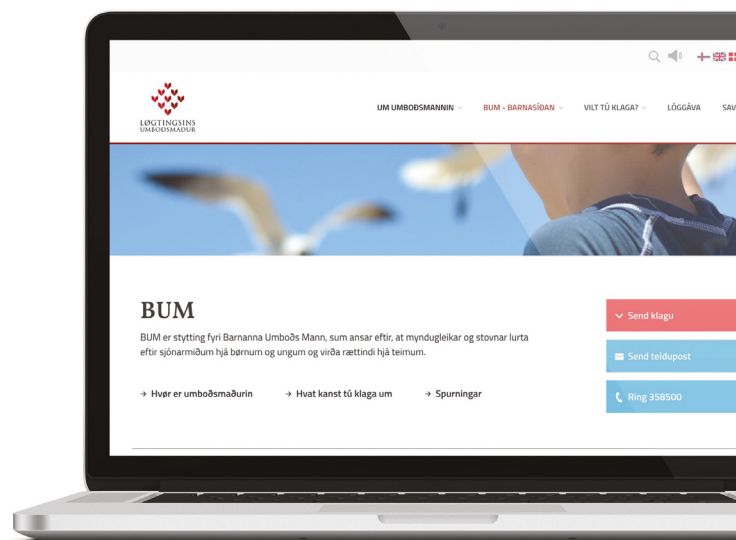 LØGTINGSINS
UMBOÐSMAÐUR
UM UMBOÐSMANNIN
BUM - BARNASÍÐAN
VILT TÚ KLAGA?
LÓGGÁVA
SAV
BUM
BUM er stytting fyri Barnanna Umboðs Mann, sum ansar eftir, at myndugleikar og stovnar lurta
eftir sjónarmiðum hjá børnum og ungum og virða rættindi hjá teimum.
→ Hvør er umboðsmaðurin
→ Hvat kanst tú klaga um
→ Spurningar
Send klagu
Send teldupost
Ring 358500